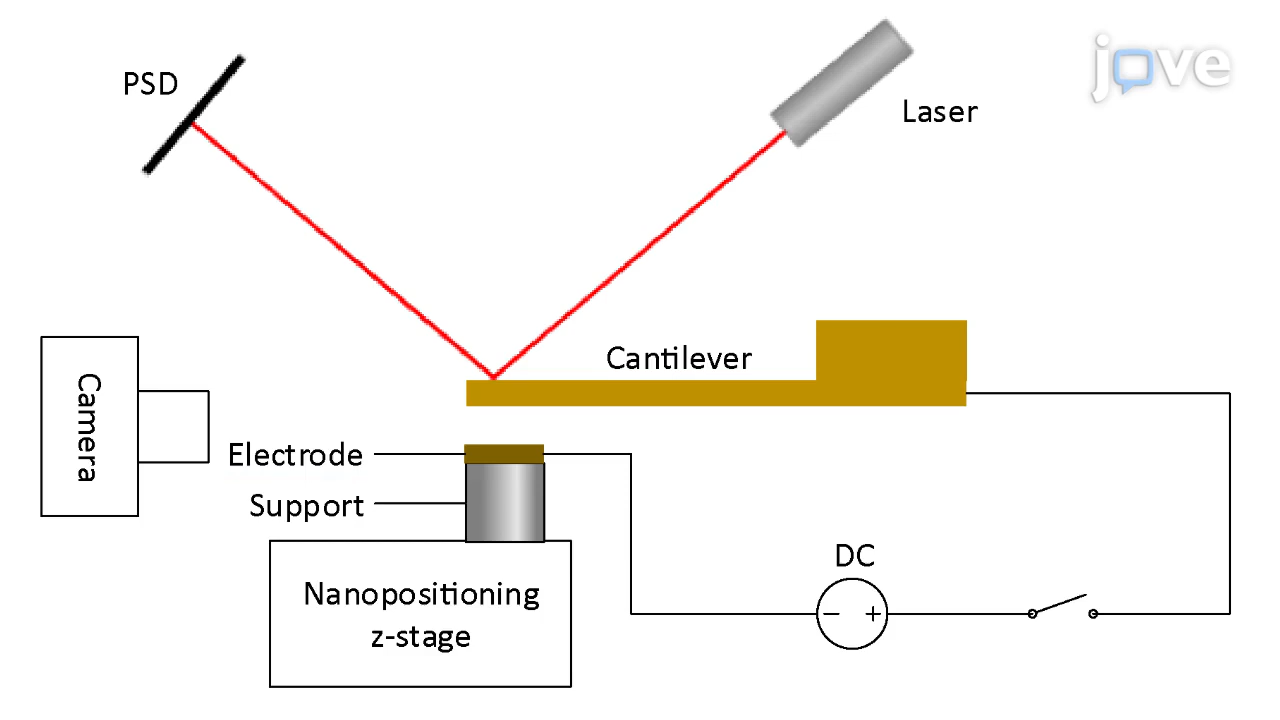 jove
PSD
Laser
Cantilever
Camera
Electrode
Support
Nanopositioning
z-stage
DC
− +